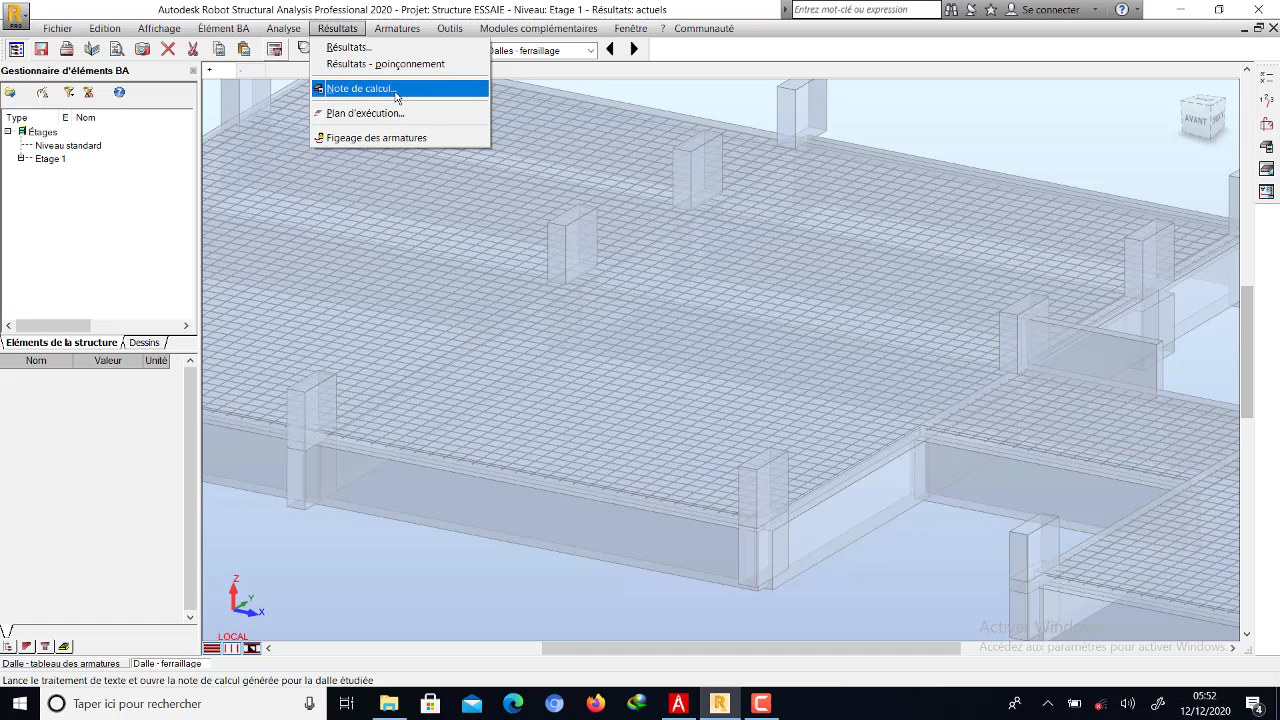 Autodesk Robot Structural Analysis Professional 2020 - Projet: Structure ESSAIE - Niveau: Etage 1 - Résultats: actuels
Entrez mot-clé ou expression
Se connecter
PRO
Fichier Edition Affichage Élément BA Analyse Résultats Armatures Outils Modules complémentaires Fenêtre ? Communauté
Dalles - ferraillage
Résultats...
Résultats - poinçonnement
Note de calcul...
Plan d'exécution...
Figeage des armatures
Gestionnaire d'éléments BA
Type E Nom
Étages
Niveau standard
Etage 1
Eléments de la structure Dessins
Nom Valeur Unité
AVANT
Z
Y
X
LOCAL
Activer Windows
Accédez aux paramètres pour activer Windows.
Dalle - tableau des armatures Dalle - ferraillage
Lance le traitement de texte et ouvre la note de calcul générée pour la dalle étudiée
Taper ici pour rechercher
05:52
12/12/2020
4